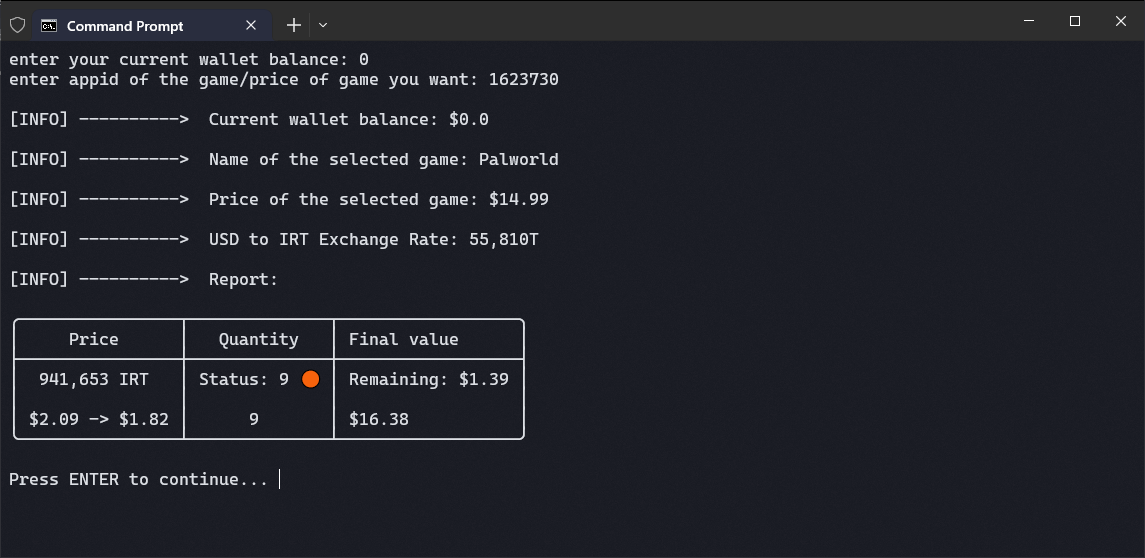 Command Prompt
enter your current wallet balance: 0
enter appid of the game/price of game you want: 1623730
[INFO] ----------> Current wallet balance: $0.0
[INFO] ----------> Name of the selected game: Palworld
[INFO] ----------> Price of the selected game: $14.99
[INFO] ----------> USD to IRT Exchange Rate: 55,810T
[INFO] ----------> Report:
Price Quantity Final value
941,653 IRT Status: 9 Remaining: $1.39
$2.09 -> $1.82 9 $16.38
Press ENTER to continue...